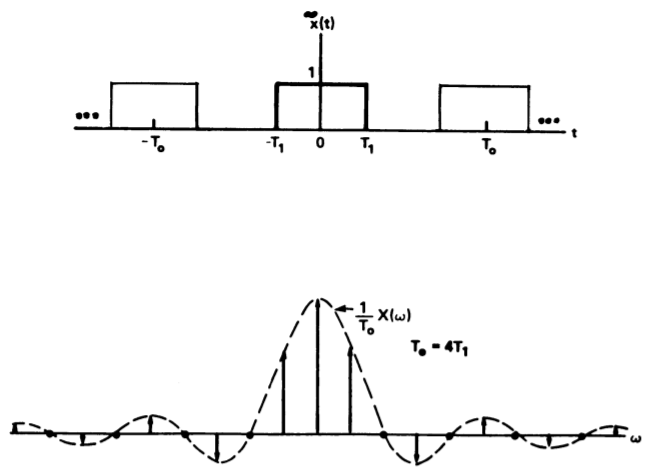 x̃(t)
1
••• ••• t
-T₀ -T₁ 0 T₁ T₀
1/T₀ X(ω)
T₀ = 4T₁
ω